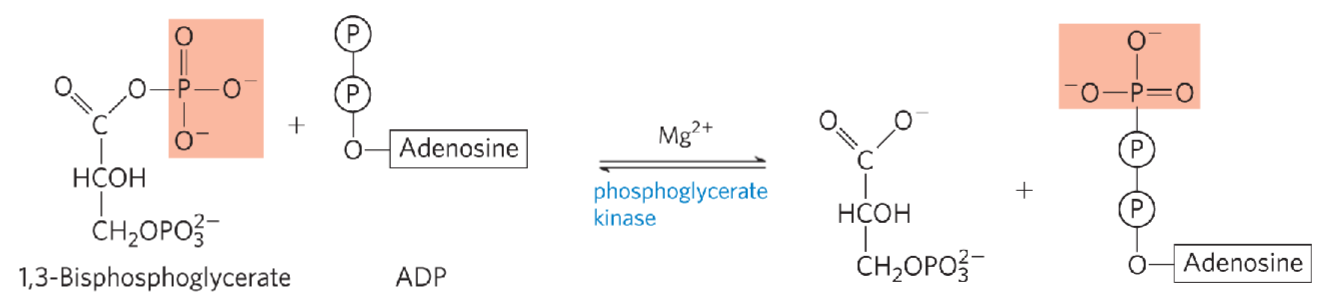 O
O
O
P
O⁻
O⁻
C
HCOH
CH₂OPO₃²⁻
1,3-Bisphosphoglycerate
+
P
P
O
Adenosine
ADP
Mg²⁺
phosphoglycerate
kinase
O
O⁻
C
HCOH
CH₂OPO₃²⁻
+
O⁻
⁻O—P=O
P
P
O
Adenosine